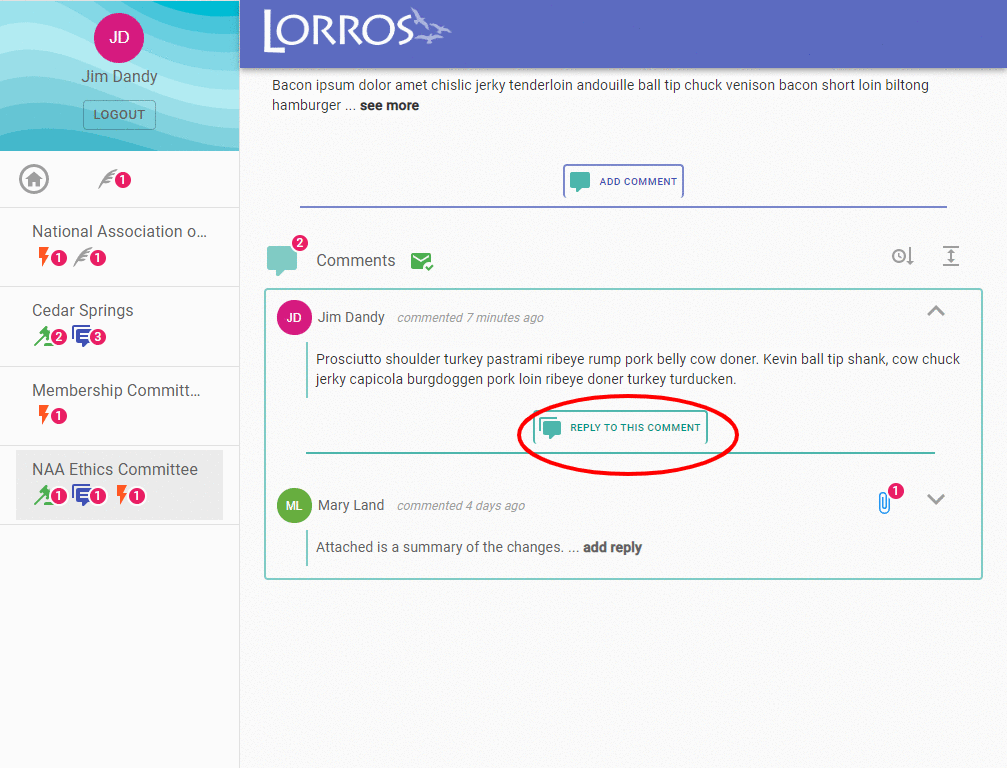 JD
Jim Dandy
LOGOUT
1
National Association o...
1 1
Cedar Springs
2 3
Membership Committ...
1
NAA Ethics Committee
1 1 1
LORROS
Bacon ipsum dolor amet chislic jerky tenderloin andouille ball tip chuck venison bacon short loin biltong
hamburger ... see more
ADD COMMENT
2
Comments
JD Jim Dandy commented 7 minutes ago
Prosciutto shoulder turkey pastrami ribeye rump pork belly cow doner. Kevin ball tip shank, cow chuck
jerky capicola burgdoggen pork loin ribeye doner turkey turducken.
REPLY TO THIS COMMENT
ML Mary Land commented 4 days ago 1
Attached is a summary of the changes. ... add reply